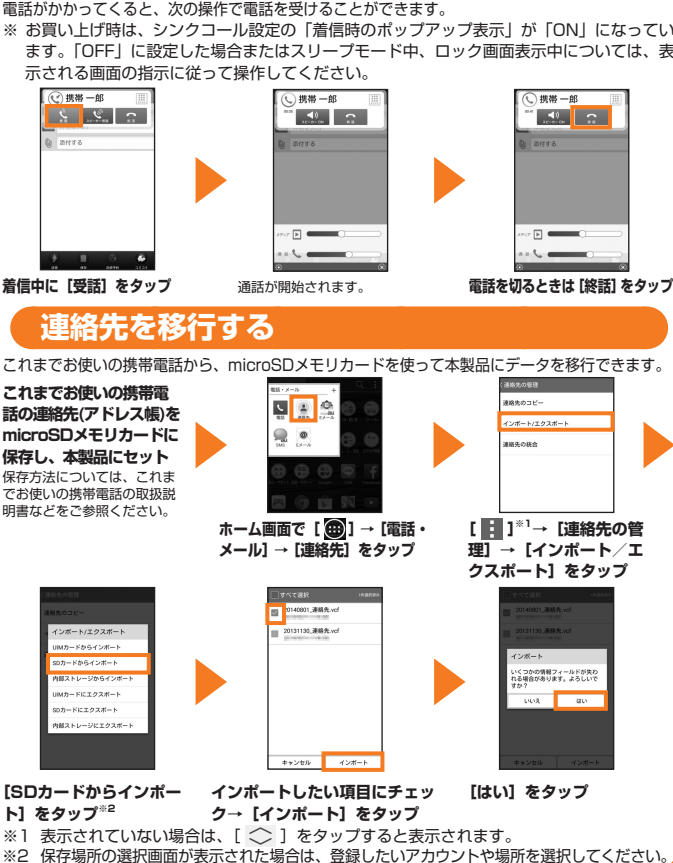 電話がかかってくると、次の操作で電話を受けることができます。
※ お買い上げ時は、シンクコール設定の「着信時のポップアップ表示」が「ON」になってい
ます。「OFF」に設定した場合またはスリープモード中、ロック画面表示中については、表
示される画面の指示に従って操作してください。
携帯 一郎
添付する
携帯 一郎
スピーカーON
添付する
メディア
携帯 一郎
スピーカーON
終話
添付する
メディア
着信中に［受話］をタップ
通話が開始されます。
電話を切るときは［終話］をタップ
連絡先を移行する
これまでお使いの携帯電話から、microSDメモリカードを使って本製品にデータを移行できます。
これまでお使いの携帯電
話の連絡先(アドレス帳)を
microSDメモリカードに
保存し、本製品にセット
保存方法については、これま
でお使いの携帯電話の取扱説
明書などをご参照ください。
電話・メール
電話
連絡先
Eメール
SMS
Eメール
ホーム画面で［ ］→［電話・
メール］→［連絡先］をタップ
連絡先の管理
連絡先のコピー
インポート/エクスポート
連絡先の統合
［ ］※1→［連絡先の管
理］→［インポート／エ
クスポート］をタップ
連絡先の管理
連絡先のコピー
インポート/エクスポート
UIMカードからインポート
SDカードからインポート
内部ストレージからインポート
UIMカードにエクスポート
SDカードにエクスポート
内部ストレージにエクスポート
［SDカードからインポー
ト］をタップ※2
すべて選択
20140801_連絡先.vcf
20131130_連絡先.vcf
キャンセル インポート
インポートしたい項目にチェッ
ク→［インポート］をタップ
すべて選択
20140801_連絡先.vcf
20131130_連絡先.vcf
インポート
いくつかの情報フィールドが失わ
れる場合があります。よろしいで
すか？
いいえ はい
キャンセル インポート
［はい］をタップ
※1 表示されていない場合は、［ ］をタップすると表示されます。
※2 保存場所の選択画面が表示された場合は、登録したいアカウントや場所を選択してください。